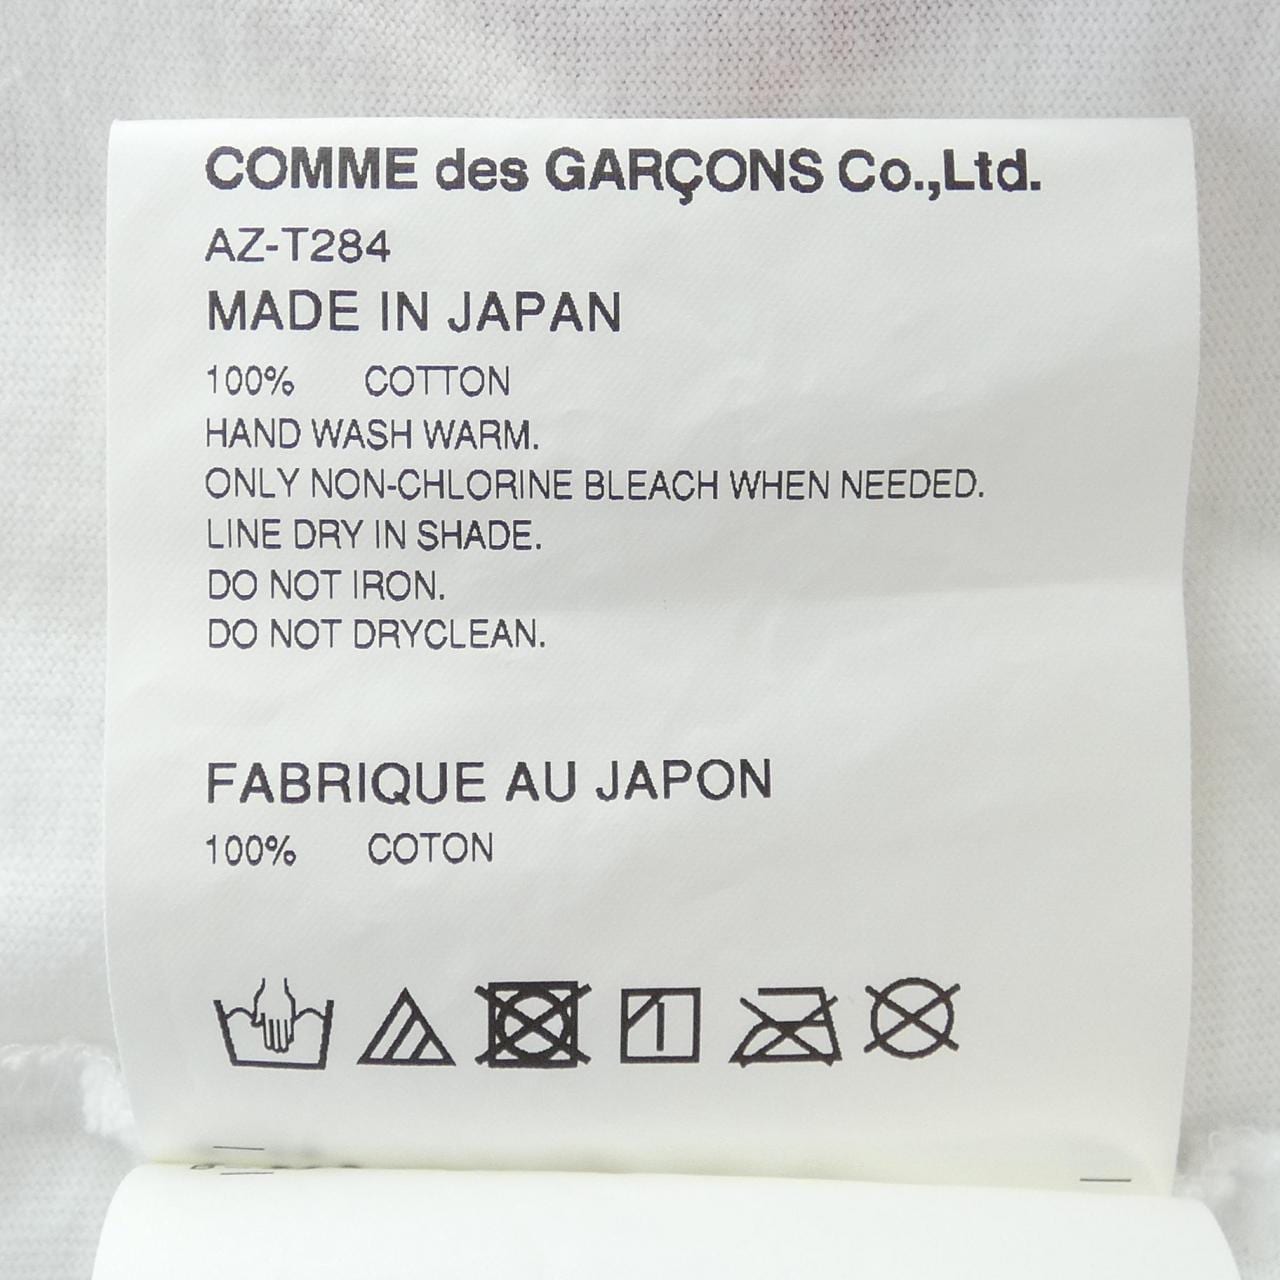 COMME des GARÇONS Co.,Ltd.
AZ-T284
MADE IN JAPAN
100% COTTON
HAND WASH WARM.
ONLY NON-CHLORINE BLEACH WHEN NEEDED.
LINE DRY IN SHADE.
DO NOT IRON.
DO NOT DRYCLEAN.
FABRIQUE AU JAPON
100% COTON